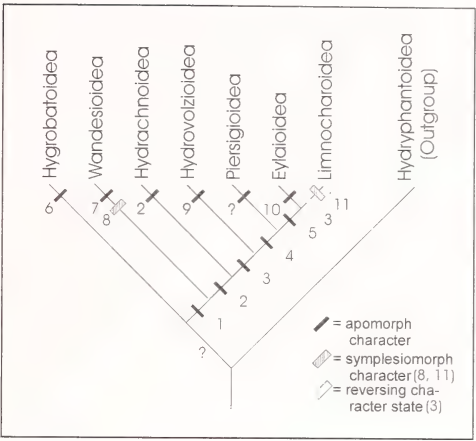 Hygrobatoidea
Wandesioidea
Hydrachnoidea
Hydrovolzioidea
Piersigioidea
Eylaioidea
Limnocharoidea
Hydryphantoidea
(Outgroup)
6
7
8
2
9
?
10
11
3
5
4
3
2
1
?
= apomorph
character
= symplesiomorph
character (8, 11)
= reversing cha-
racter state (3)